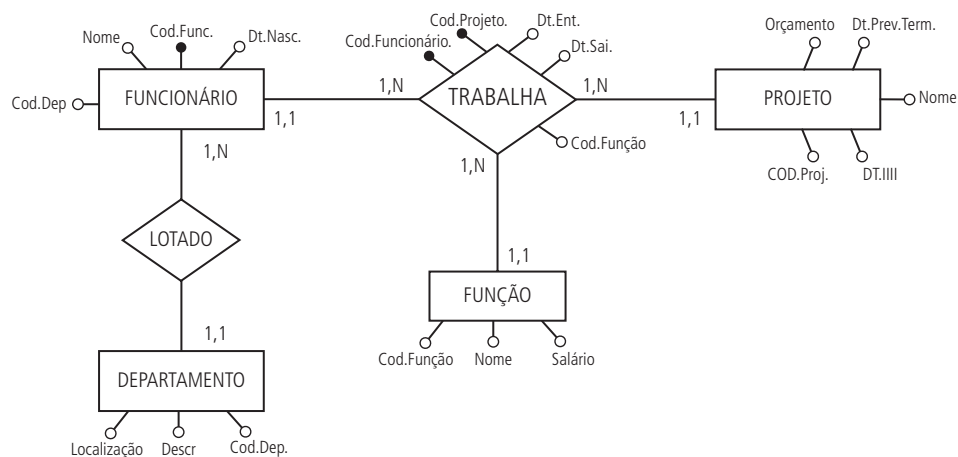 Nome
Cod.Func.
Dt.Nasc.
Cod.Dep
FUNCIONÁRIO
1,1
1,N
Cod.Projeto.
Dt.Ent.
Cod.Funcionário.
Dt.Sai.
1,N
TRABALHA
1,N
Cod.Função
1,N
Orçamento
Dt.Prev.Term.
PROJETO
Nome
1,1
COD.Proj.
DT.IIII
LOTADO
1,1
FUNÇÃO
Cod.Função
Nome
Salário
1,1
DEPARTAMENTO
Localização
Descr
Cod.Dep.